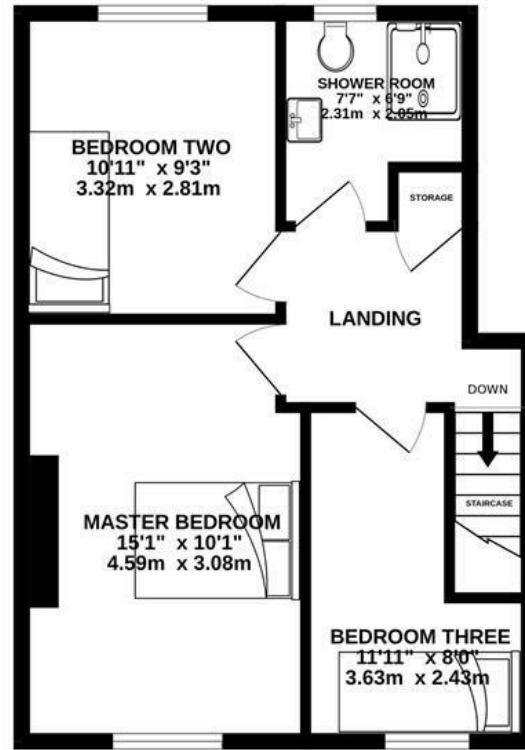 SHOWER ROOM
7'7" x 6'9"
2.31m x 2.05m
BEDROOM TWO
10'11" x 9'3"
3.32m x 2.81m
STORAGE
LANDING
DOWN
STAIRCASE
MASTER BEDROOM
15'1" x 10'1"
4.59m x 3.08m
BEDROOM THREE
11'11" x 8'0"
3.63m x 2.43m